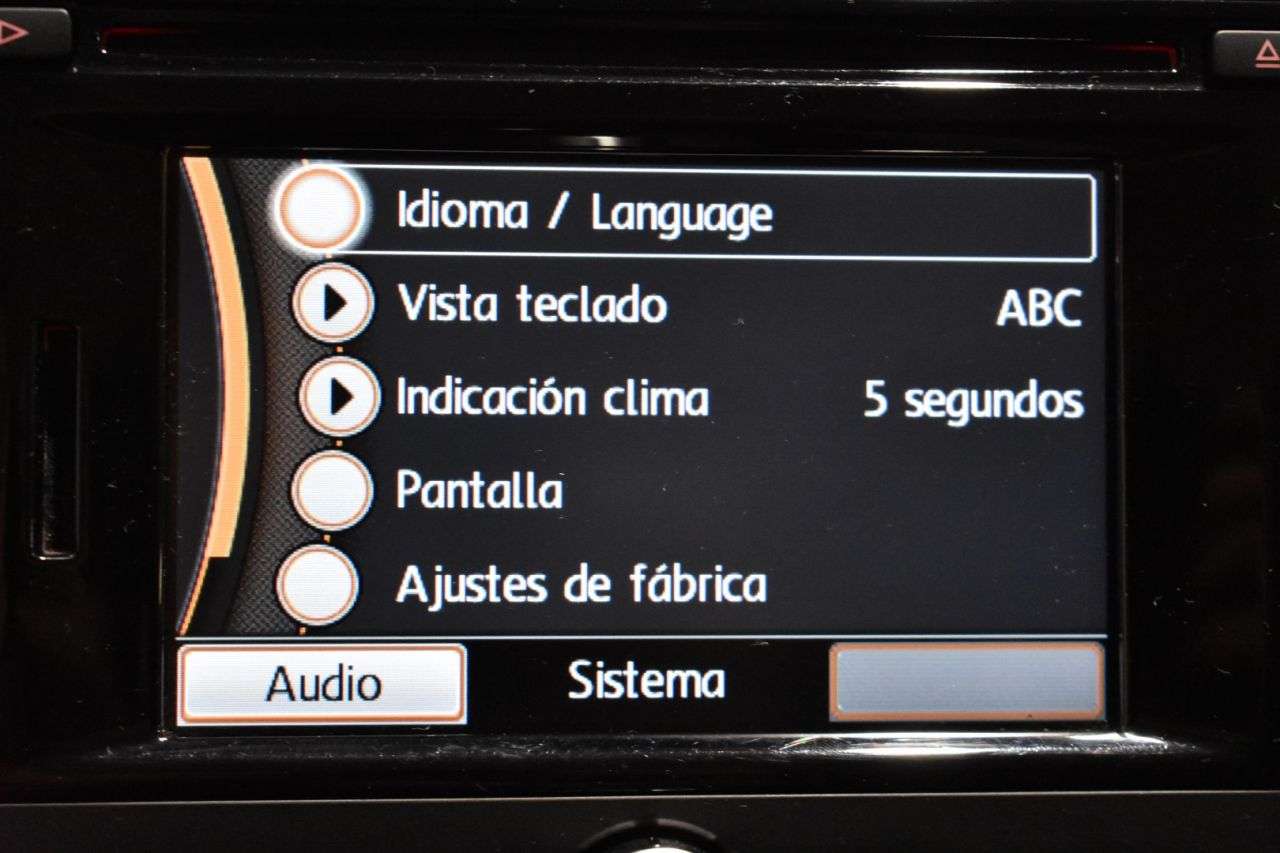 Idioma / Language
Vista teclado ABC
Indicación clima 5 segundos
Pantalla
Ajustes de fábrica
Audio Sistema